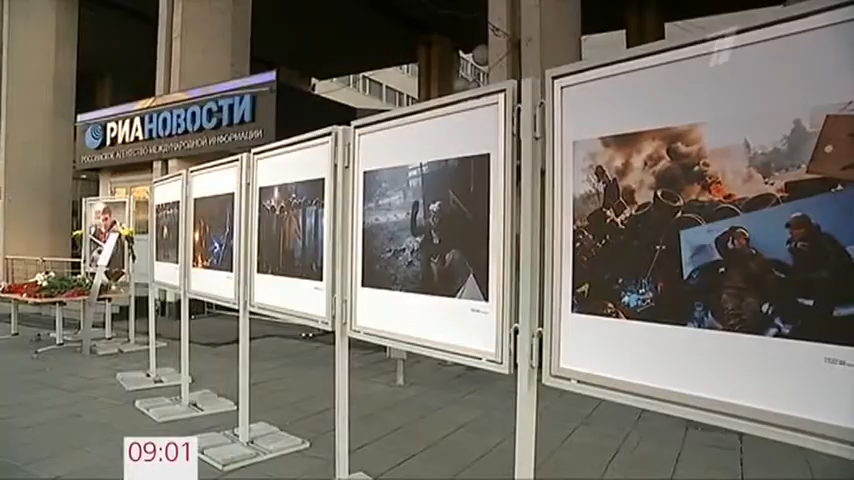 РИАНОВОСТИ
РОССИЙСКОЕ АГЕНТСТВО МЕЖДУНАРОДНОЙ ИНФОРМАЦИИ
09:01